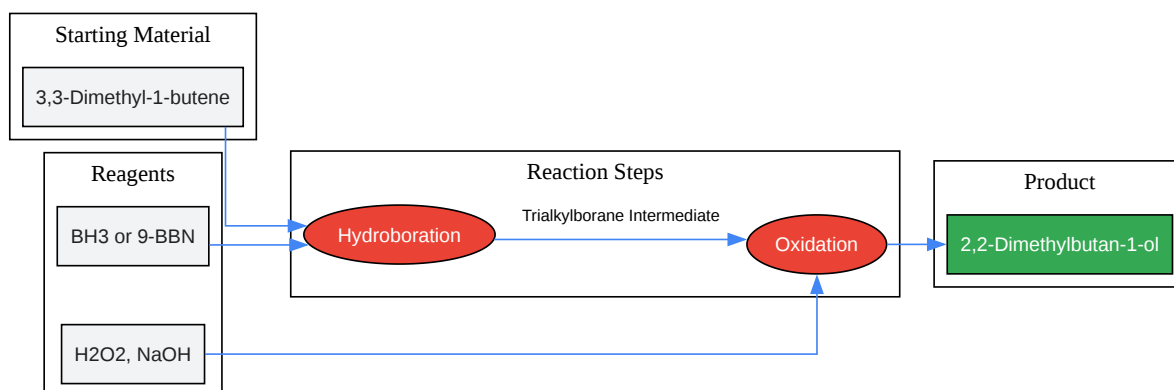 Starting Material
3,3-Dimethyl-1-butene
Reagents
BH3 or 9-BBN
H2O2, NaOH
Reaction Steps
Hydroboration
Trialkylborane Intermediate
Oxidation
Product
2,2-Dimethylbutan-1-ol